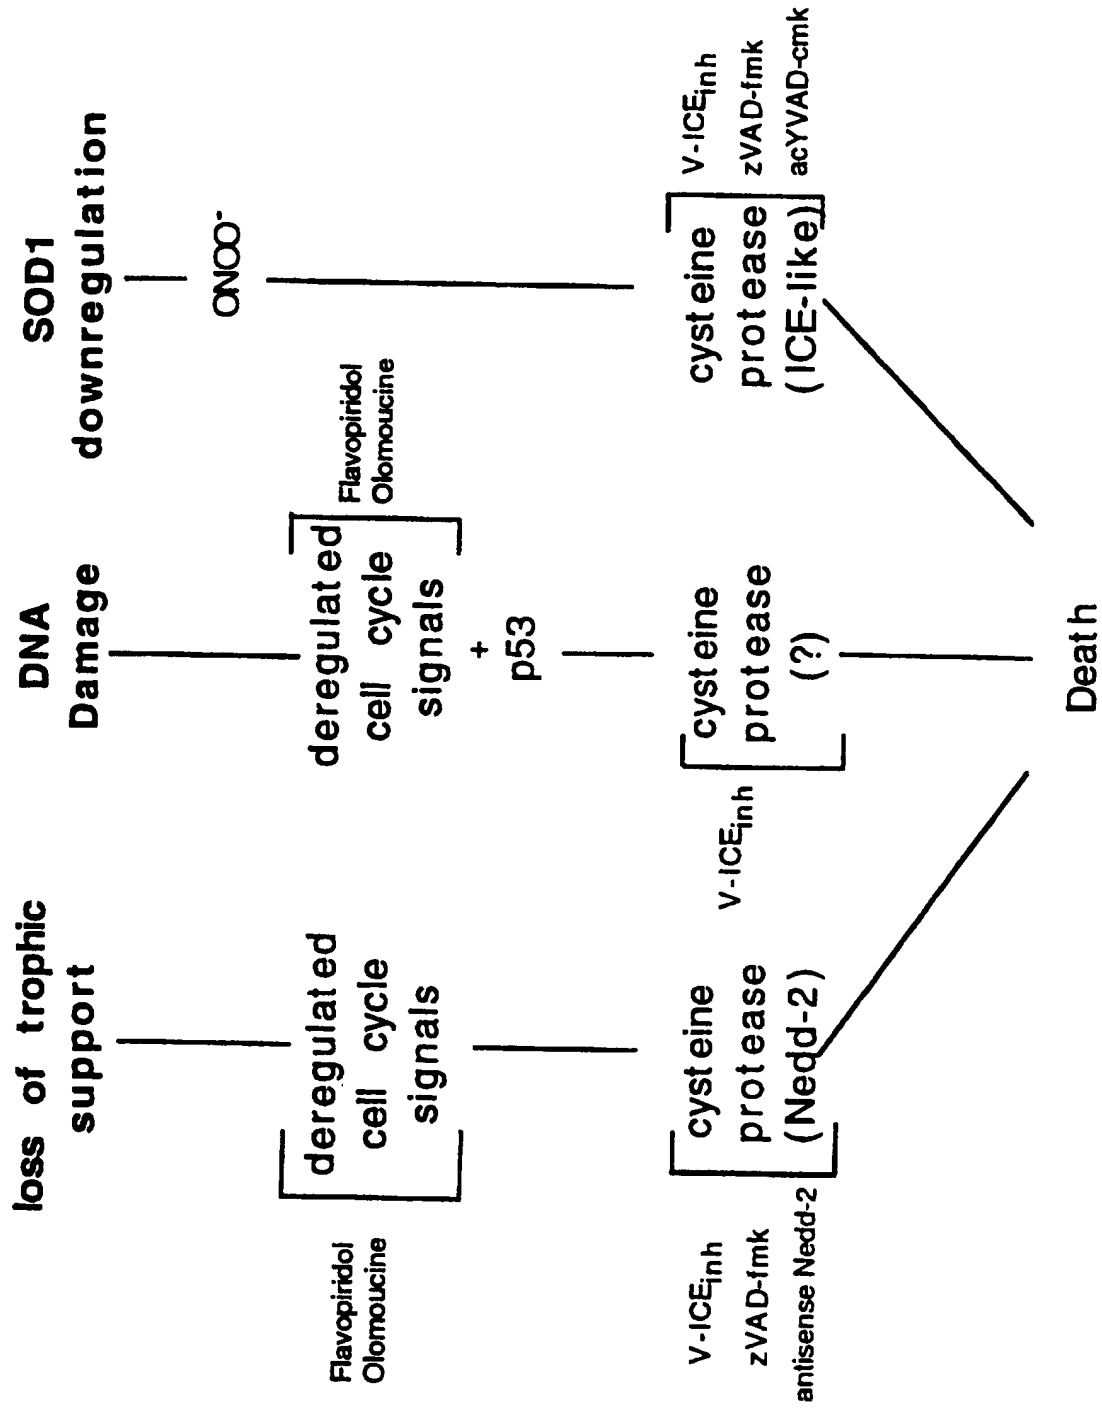 loss of trophic
support
DNA
Damage
SOD1
downregulation
ONOO-
Flavopiridol
Olomoucine
deregulated
cell cycle
signals
deregulated
cell cycle
signals
+
p53
Flavopiridol
Olomoucine
V-ICEinh
zVAD-fmk
antisense Nedd-2
cysteine
protease
(Nedd-2)
V-ICEinh
cysteine
protease
(?)
cysteine
protease
(ICE-like)
V-ICEinh
zVAD-fmk
acYVAD-cmk
Death